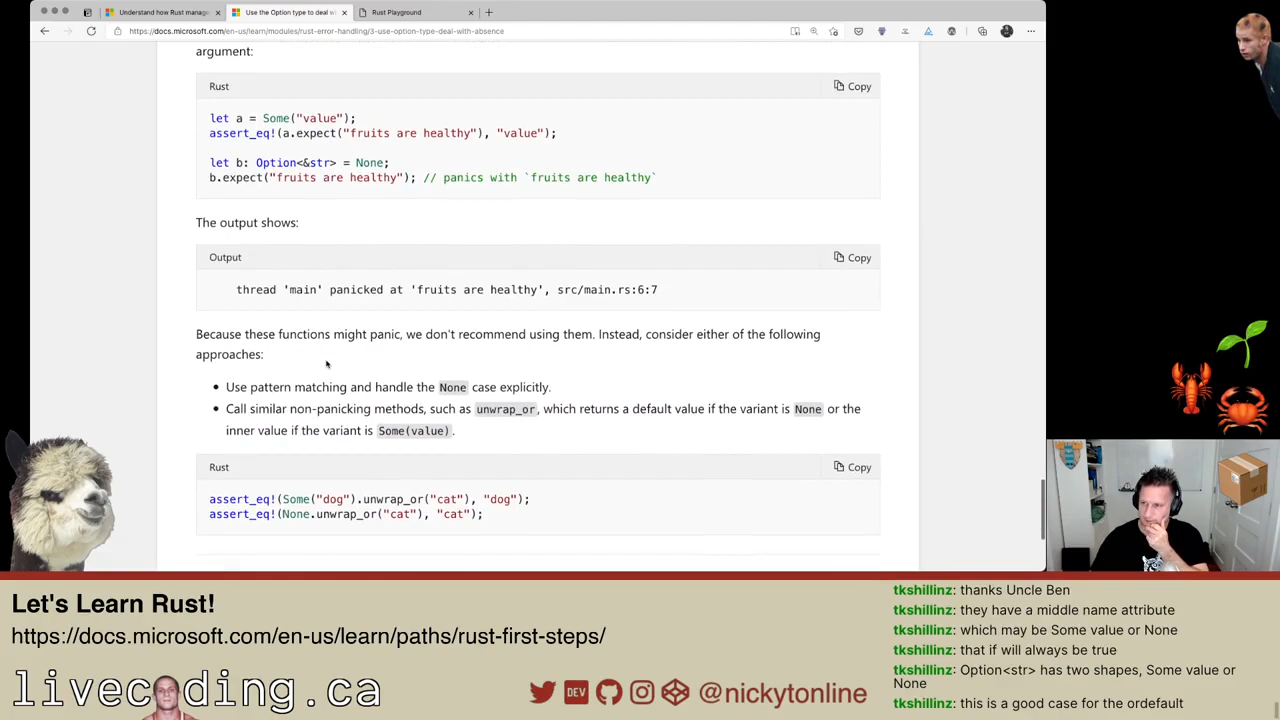 Understand how Rust manage
Use the Option type to deal wi
Rust Playground
https://docs.microsoft.com/en-us/learn/modules/rust-error-handling/3-use-option-type-deal-with-absence
argument:
Rust
Copy
let a = Some("value");
assert_eq!(a.expect("fruits are healthy"), "value");
let b: Option<&str> = None;
b.expect("fruits are healthy"); // panics with `fruits are healthy`
The output shows:
Output
Copy
thread 'main' panicked at 'fruits are healthy', src/main.rs:6:7
Because these functions might panic, we don't recommend using them. Instead, consider either of the following
approaches:
• Use pattern matching and handle the None case explicitly.
• Call similar non-panicking methods, such as unwrap_or, which returns a default value if the variant is None or the
inner value if the variant is Some(value).
Rust
Copy
assert_eq!(Some("dog").unwrap_or("cat"), "dog");
assert_eq!(None.unwrap_or("cat"), "cat");
Let's Learn Rust!
https://docs.microsoft.com/en-us/learn/paths/rust-first-steps/
livecoding.ca
DEV
@nickytonline
tkshillinz: thanks Uncle Ben
tkshillinz: they have a middle name attribute
tkshillinz: which may be Some value or None
tkshillinz: that if will always be true
tkshillinz: Option<str> has two shapes, Some value or
None
tkshillinz: this is a good case for the ordefault